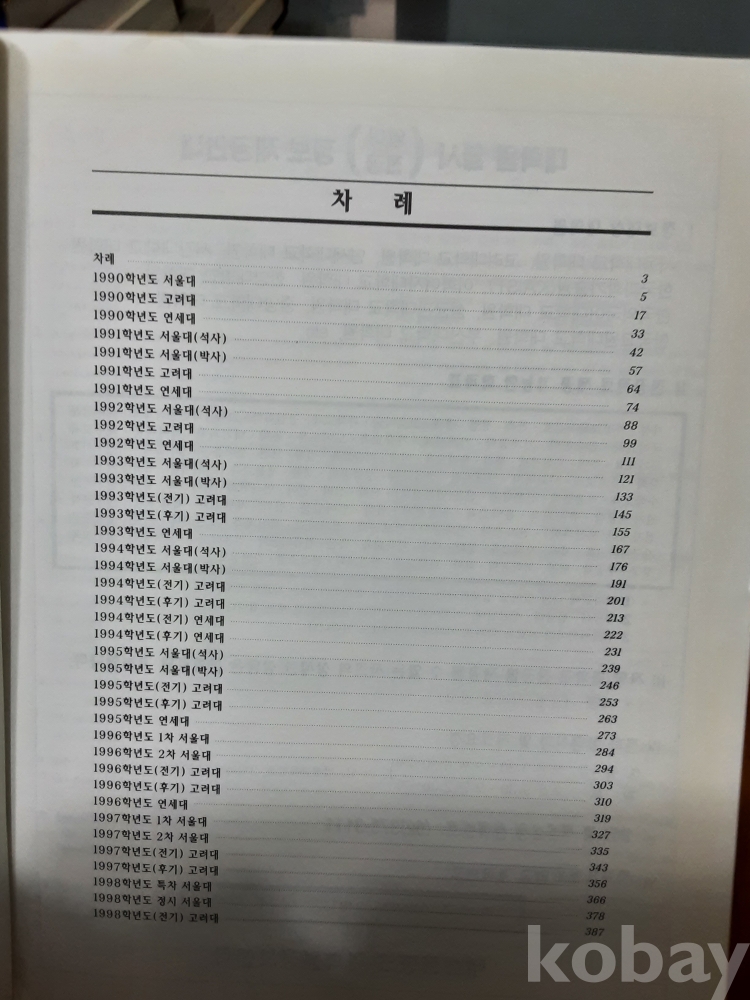 차 례
차례 3
1990학년도 서울대 5
1990학년도 고려대 17
1990학년도 연세대 33
1991학년도 서울대(석사) 42
1991학년도 서울대(박사) 57
1991학년도 고려대 64
1991학년도 연세대 74
1992학년도 서울대(석사) 88
1992학년도 고려대 99
1992학년도 연세대 111
1993학년도 서울대(석사) 121
1993학년도 서울대(박사) 133
1993학년도(전기) 고려대 145
1993학년도(후기) 고려대 155
1993학년도 연세대 167
1994학년도 서울대(석사) 176
1994학년도 서울대(박사) 191
1994학년도(전기) 고려대 201
1994학년도(후기) 고려대 213
1994학년도(전기) 연세대 222
1994학년도(후기) 연세대 231
1995학년도 서울대(석사) 239
1995학년도 서울대(박사) 246
1995학년도(전기) 고려대 253
1995학년도(후기) 고려대 263
1995학년도 연세대 273
1996학년도 1차 서울대 284
1996학년도 2차 서울대 294
1996학년도(전기) 고려대 303
1996학년도(후기) 고려대 310
1996학년도 연세대 319
1997학년도 1차 서울대 327
1997학년도 2차 서울대 335
1997학년도(전기) 고려대 343
1997학년도(후기) 고려대 356
1998학년도 특차 서울대 366
1998학년도 정시 서울대 378
1998학년도(전기) 고려대 387
kobay